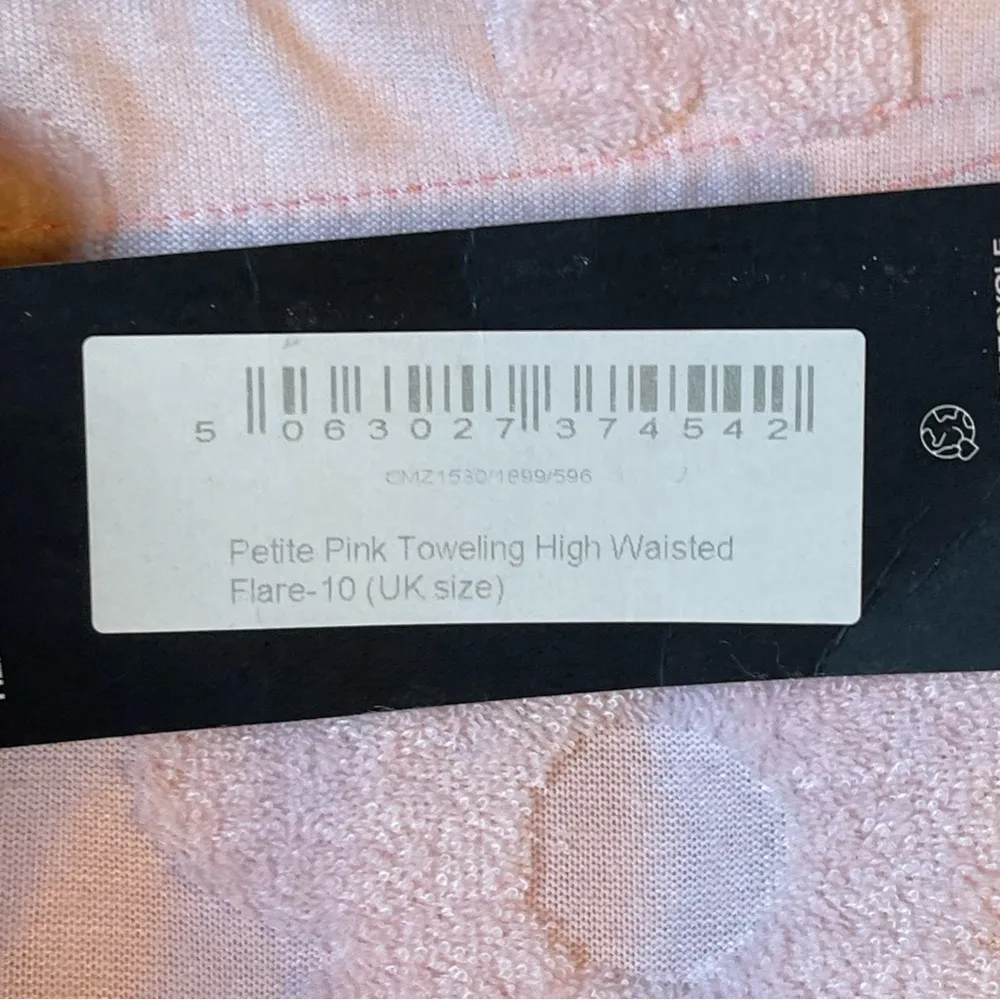 5 063027 374542
CMZ1530/1899/596
Petite Pink Toweling High Waisted
Flare-10 (UK size)